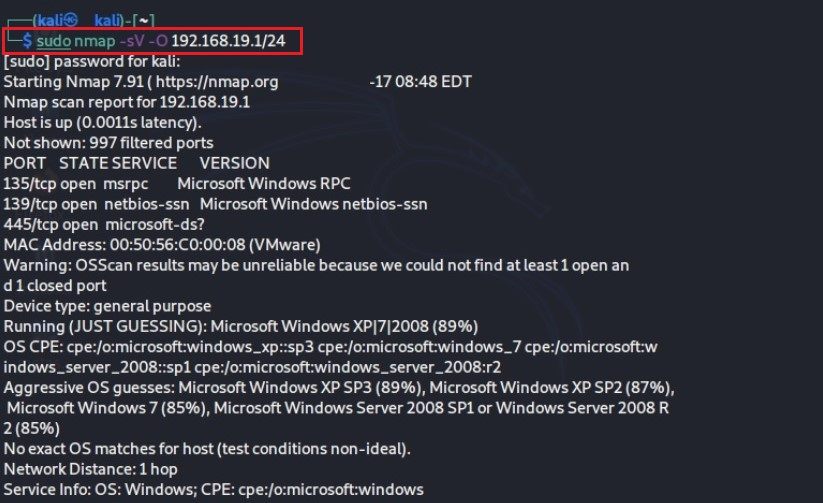 (kali㉿ kali)-[~]
$ sudo nmap -sV -O 192.168.19.1/24
[sudo] password for kali:
Starting Nmap 7.91 ( https://nmap.org -17 08:48 EDT
Nmap scan report for 192.168.19.1
Host is up (0.0011s latency).
Not shown: 997 filtered ports
PORT STATE SERVICE VERSION
135/tcp open msrpc Microsoft Windows RPC
139/tcp open netbios-ssn Microsoft Windows netbios-ssn
445/tcp open microsoft-ds?
MAC Address: 00:50:56:C0:00:08 (VMware)
Warning: OSScan results may be unreliable because we could not find at least 1 open an
d 1 closed port
Device type: general purpose
Running (JUST GUESSING): Microsoft Windows XP|7|2008 (89%)
OS CPE: cpe:/o:microsoft:windows_xp::sp3 cpe:/o:microsoft:windows_7 cpe:/o:microsoft:w
indows_server_2008::sp1 cpe:/o:microsoft:windows_server_2008:r2
Aggressive OS guesses: Microsoft Windows XP SP3 (89%), Microsoft Windows XP SP2 (87%),
Microsoft Windows 7 (85%), Microsoft Windows Server 2008 SP1 or Windows Server 2008 R
2 (85%)
No exact OS matches for host (test conditions non-ideal).
Network Distance: 1 hop
Service Info: OS: Windows; CPE: cpe:/o:microsoft:windows